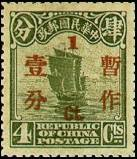 中華民國郵政
肆分
暫作
壹分
1
Ct.
4 Cts
REPUBLIC OF
CHINA POSTAGE